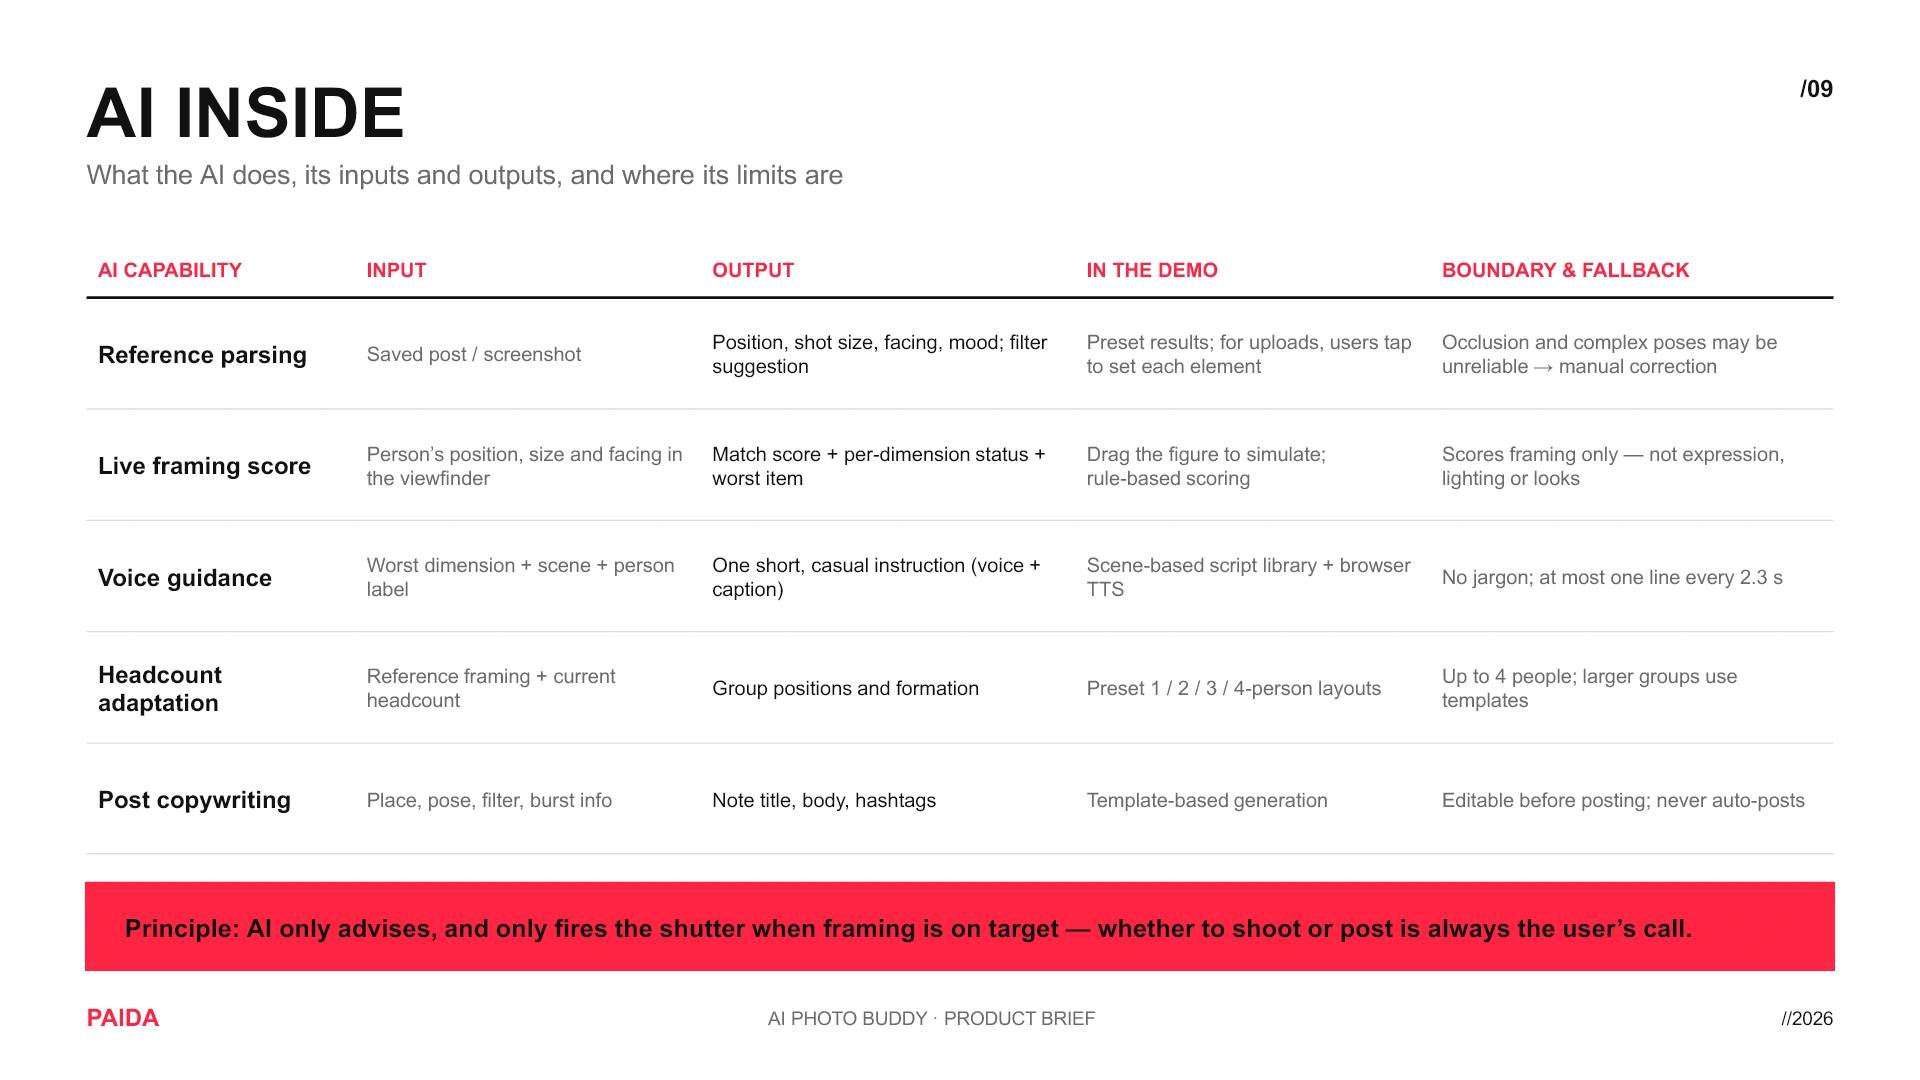 AI INSIDE
/09
What the AI does, its inputs and outputs, and where its limits are
AI CAPABILITY
INPUT
OUTPUT
IN THE DEMO
BOUNDARY & FALLBACK
Reference parsing
Saved post / screenshot
Position, shot size, facing, mood; filter
suggestion
Preset results; for uploads, users tap
to set each element
Occlusion and complex poses may be
unreliable → manual correction
Live framing score
Person’s position, size and facing in
the viewfinder
Match score + per-dimension status +
worst item
Drag the figure to simulate;
rule-based scoring
Scores framing only — not expression,
lighting or looks
Voice guidance
Worst dimension + scene + person
label
One short, casual instruction (voice +
caption)
Scene-based script library + browser
TTS
No jargon; at most one line every 2.3 s
Headcount
adaptation
Reference framing + current
headcount
Group positions and formation
Preset 1 / 2 / 3 / 4-person layouts
Up to 4 people; larger groups use
templates
Post copywriting
Place, pose, filter, burst info
Note title, body, hashtags
Template-based generation
Editable before posting; never auto-posts
Principle: AI only advises, and only fires the shutter when framing is on target — whether to shoot or post is always the user’s call.
PAIDA
AI PHOTO BUDDY · PRODUCT BRIEF
//2026